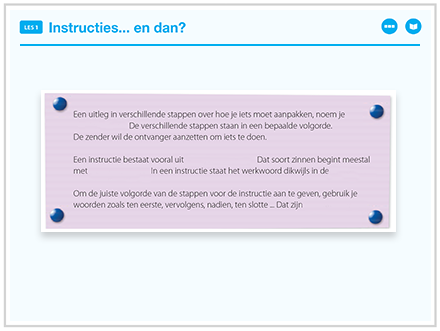 LES 1 Instructies... en dan?
Een uitleg in verschillende stappen over hoe je iets moet aanpakken, noem je
De verschillende stappen staan in een bepaalde volgorde.
De zender wil de ontvanger aanzetten om iets te doen.
Een instructie bestaat vooral uit Dat soort zinnen begint meestal
met In een instructie staat het werkwoord dikwijls in de
Om de juiste volgorde van de stappen voor de instructie aan te geven, gebruik je
woorden zoals ten eerste, vervolgens, nadien, ten slotte ... Dat zijn